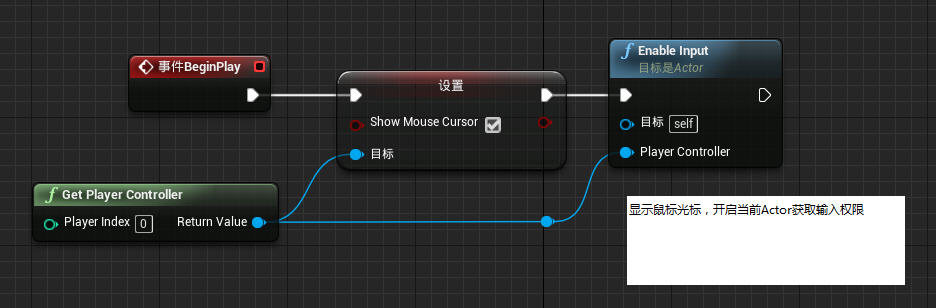 事件BeginPlay
设置
Show Mouse Cursor
目标
Enable Input
目标是Actor
目标 self
Player Controller
Get Player Controller
Player Index 0 Return Value
显示鼠标光标，开启当前Actor获取输入权限